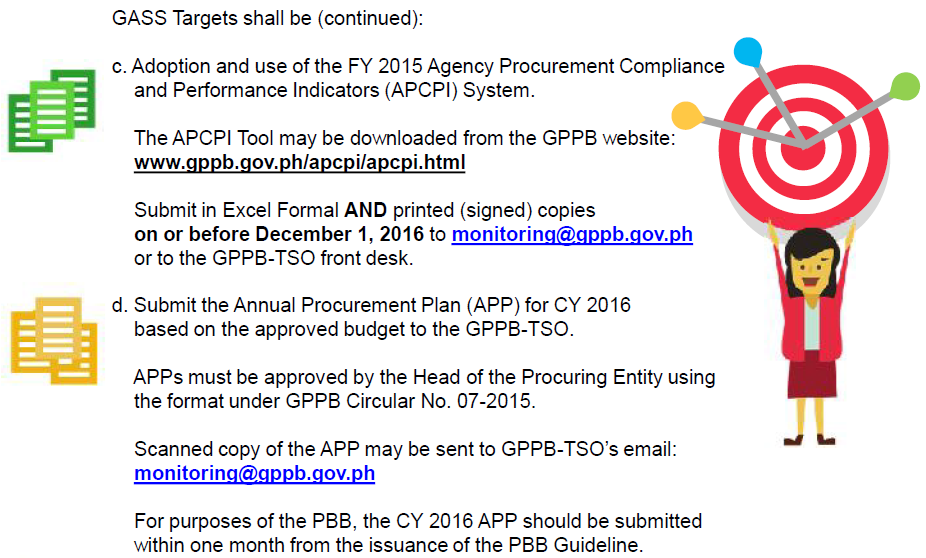 GASS Targets shall be (continued):
c. Adoption and use of the FY 2015 Agency Procurement Compliance
and Performance Indicators (APCPI) System.
The APCPI Tool may be downloaded from the GPPB website:
www.gppb.gov.ph/apcpi/apcpi.html
Submit in Excel Formal AND printed (signed) copies
on or before December 1, 2016 to monitoring@gppb.gov.ph
or to the GPPB-TSO front desk.
d. Submit the Annual Procurement Plan (APP) for CY 2016
based on the approved budget to the GPPB-TSO.
APPs must be approved by the Head of the Procuring Entity using
the format under GPPB Circular No. 07-2015.
Scanned copy of the APP may be sent to GPPB-TSO’s email:
monitoring@gppb.gov.ph
For purposes of the PBB, the CY 2016 APP should be submitted
within one month from the issuance of the PBB Guideline.